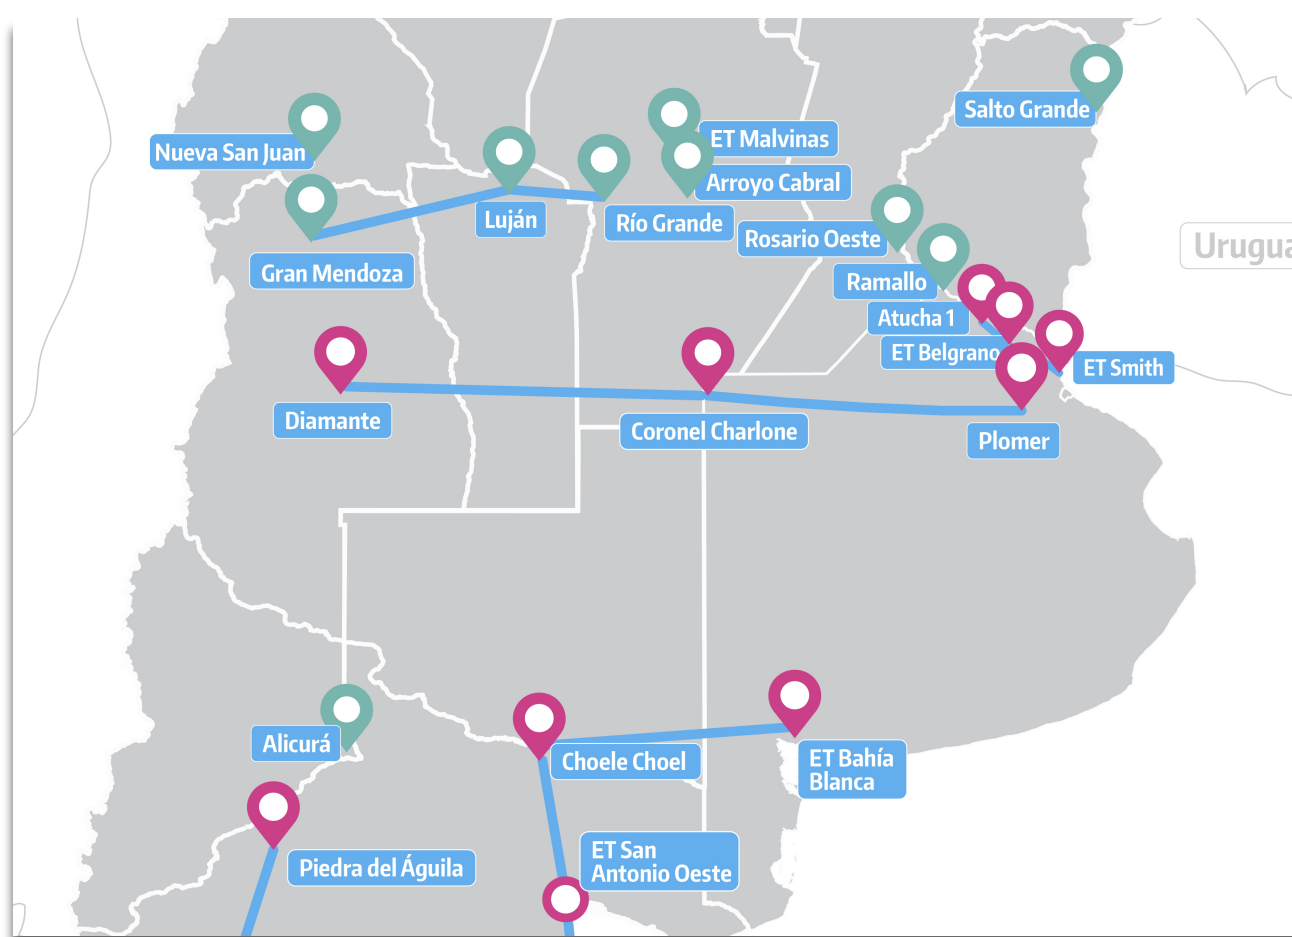 Salto Grande
ET Malvinas
Nueva San Juan
Arroyo Cabral
Luján
Río Grande
Rosario Oeste
Urugua
Gran Mendoza
Ramallo
Atucha 1
ET Belgrano
ET Smith
Diamante
Coronel Charlone
Plomer
Alicurá
Choele Choel
ET Bahía
Blanca
Piedra del Águila
ET San
Antonio Oeste